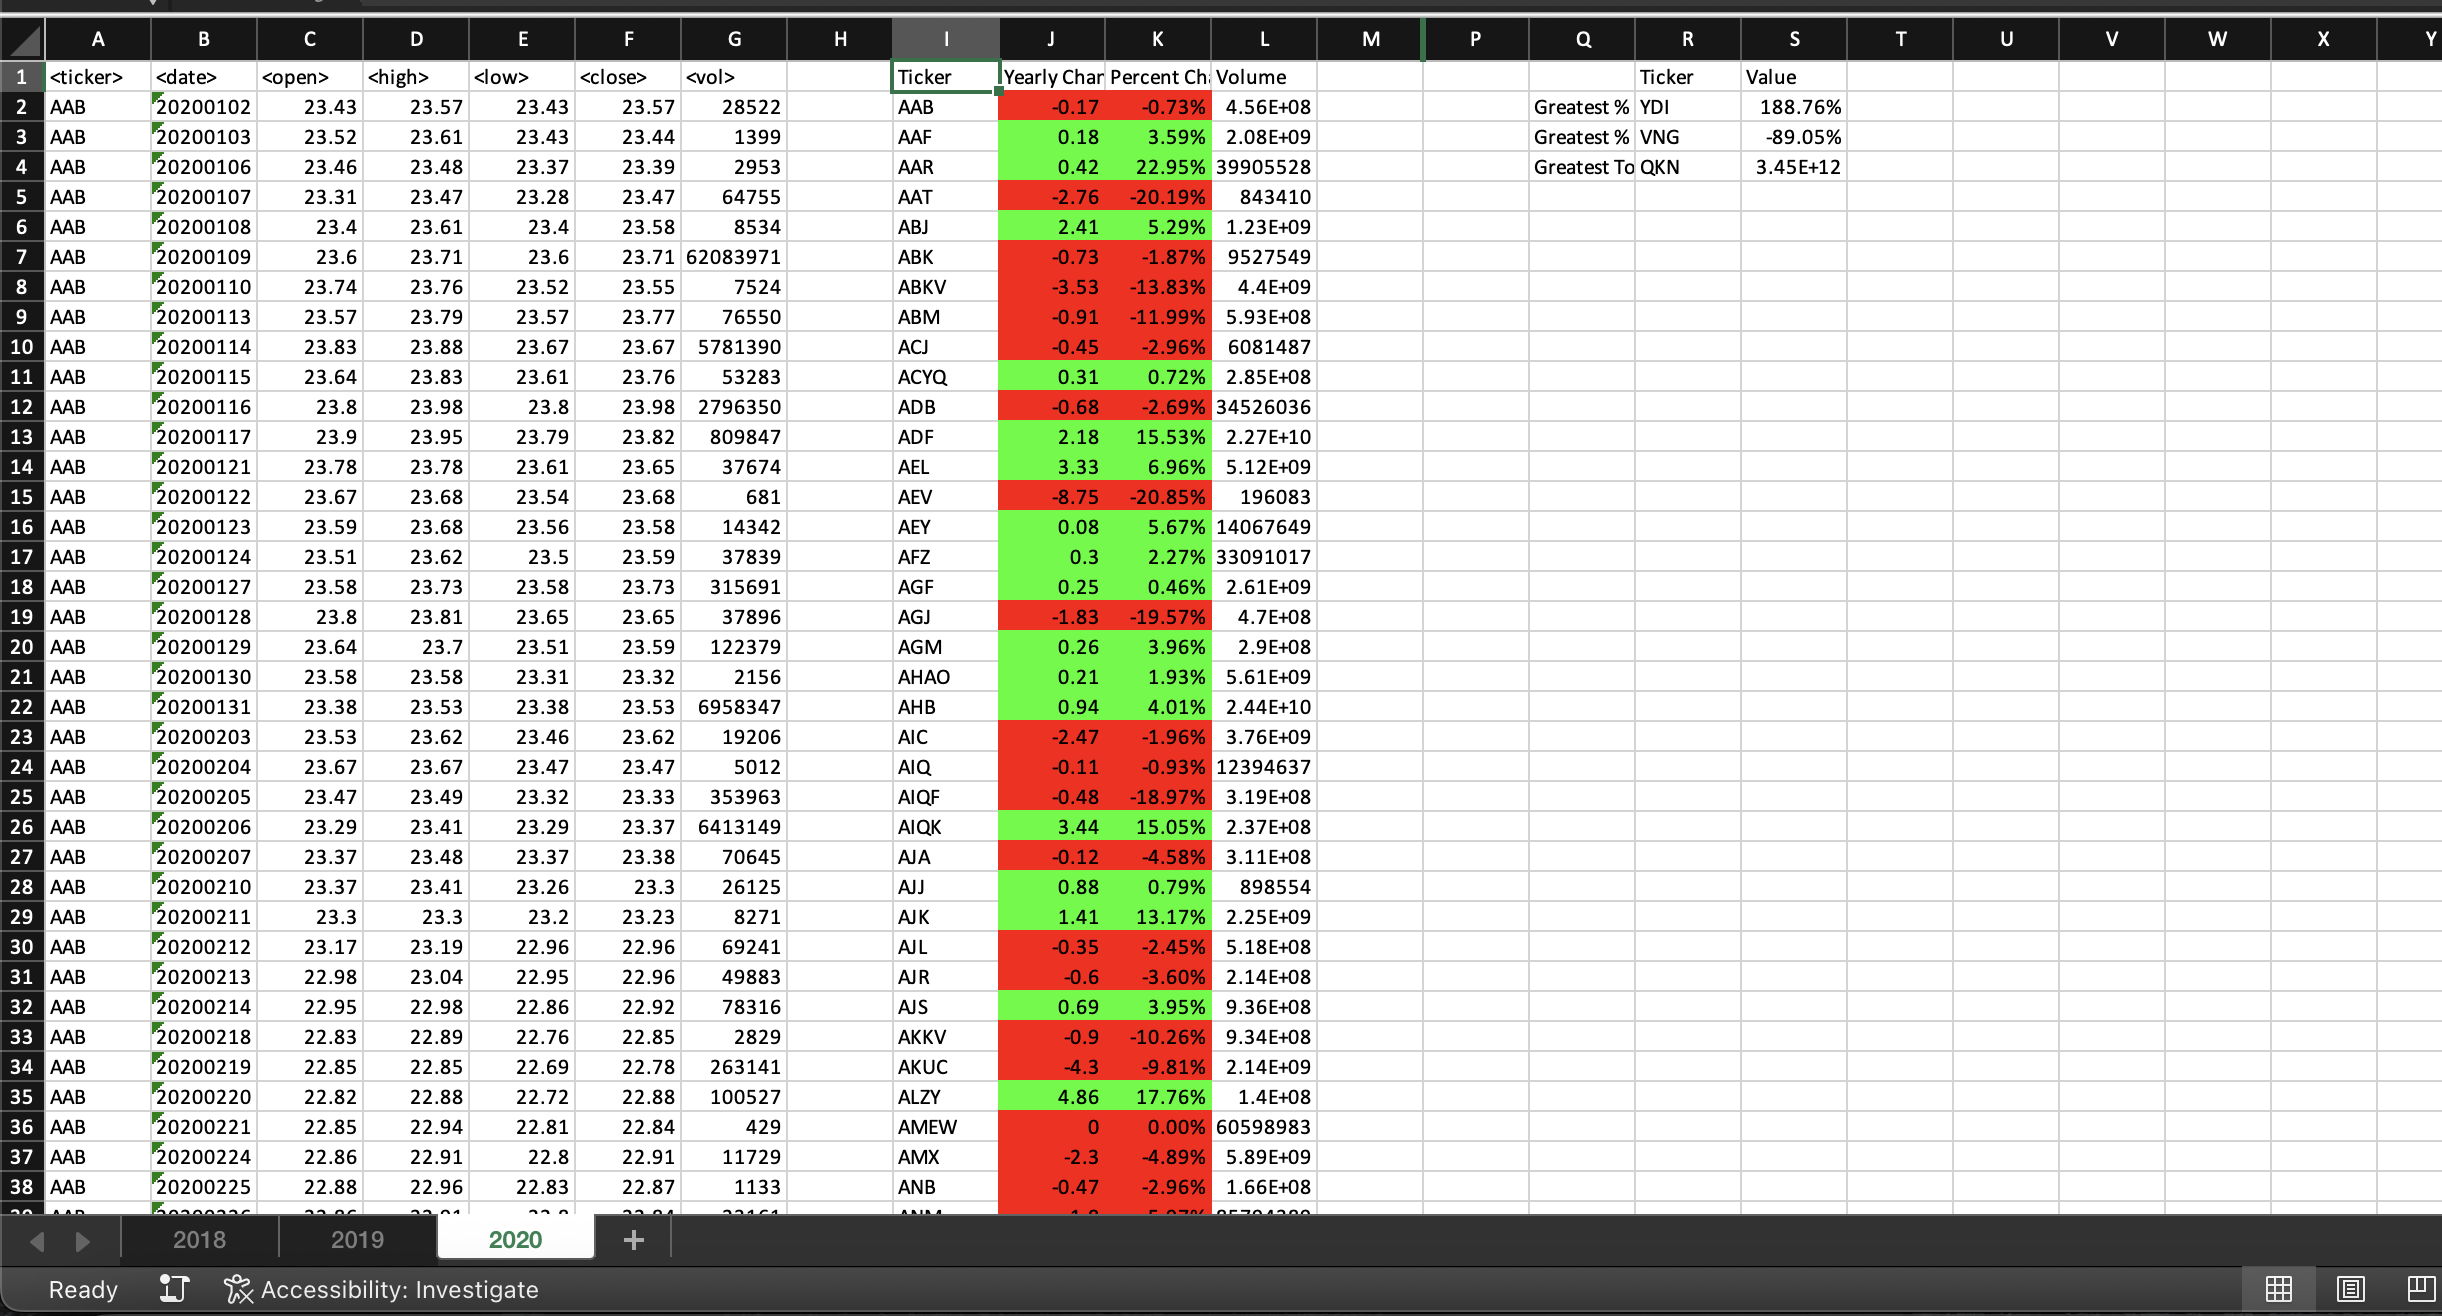 A B C D E F G H I J K L M P Q R S T U V W X Y
1 <ticker> <date> <open> <high> <low> <close> <vol> Ticker Yearly Char Percent Ch Volume Ticker Value
2 AAB 20200102 23.43 23.57 23.43 23.57 28522 AAB -0.17 -0.73% 4.56E+08 Greatest % YDI 188.76%
3 AAB 20200103 23.52 23.61 23.43 23.44 1399 AAF 0.18 3.59% 2.08E+09 Greatest % VNG -89.05%
4 AAB 20200106 23.46 23.48 23.37 23.39 2953 AAR 0.42 22.95% 39905528 Greatest To QKN 3.45E+12
5 AAB 20200107 23.31 23.47 23.28 23.47 64755 AAT -2.76 -20.19% 843410
6 AAB 20200108 23.4 23.61 23.4 23.58 8534 ABJ 2.41 5.29% 1.23E+09
7 AAB 20200109 23.6 23.71 23.6 23.71 62083971 ABK -0.73 -1.87% 9527549
8 AAB 20200110 23.74 23.76 23.52 23.55 7524 ABKV -3.53 -13.83% 4.4E+09
9 AAB 20200113 23.57 23.79 23.57 23.77 76550 ABM -0.91 -11.99% 5.93E+08
10 AAB 20200114 23.83 23.88 23.67 23.67 5781390 ACJ -0.45 -2.96% 6081487
11 AAB 20200115 23.64 23.83 23.61 23.76 53283 ACYQ 0.31 0.72% 2.85E+08
12 AAB 20200116 23.8 23.98 23.8 23.98 2796350 ADB -0.68 -2.69% 34526036
13 AAB 20200117 23.9 23.95 23.79 23.82 809847 ADF 2.18 15.53% 2.27E+10
14 AAB 20200121 23.78 23.78 23.61 23.65 37674 AEL 3.33 6.96% 5.12E+09
15 AAB 20200122 23.67 23.68 23.54 23.68 681 AEV -8.75 -20.85% 196083
16 AAB 20200123 23.59 23.68 23.56 23.58 14342 AEY 0.08 5.67% 14067649
17 AAB 20200124 23.51 23.62 23.5 23.59 37839 AFZ 0.3 2.27% 33091017
18 AAB 20200127 23.58 23.73 23.58 23.73 315691 AGF 0.25 0.46% 2.61E+09
19 AAB 20200128 23.8 23.81 23.65 23.65 37896 AGJ -1.83 -19.57% 4.7E+08
20 AAB 20200129 23.64 23.7 23.51 23.59 122379 AGM 0.26 3.96% 2.9E+08
21 AAB 20200130 23.58 23.58 23.31 23.32 2156 AHAO 0.21 1.93% 5.61E+09
22 AAB 20200131 23.38 23.53 23.38 23.53 6958347 AHB 0.94 4.01% 2.44E+10
23 AAB 20200203 23.53 23.62 23.46 23.62 19206 AIC -2.47 -1.96% 3.76E+09
24 AAB 20200204 23.67 23.67 23.47 23.47 5012 AIQ -0.11 -0.93% 12394637
25 AAB 20200205 23.47 23.49 23.32 23.33 353963 AIQF -0.48 -18.97% 3.19E+08
26 AAB 20200206 23.29 23.41 23.29 23.37 6413149 AIQK 3.44 15.05% 2.37E+08
27 AAB 20200207 23.37 23.48 23.37 23.38 70645 AJA -0.12 -4.58% 3.11E+08
28 AAB 20200210 23.37 23.41 23.26 23.3 26125 AJJ 0.88 0.79% 898554
29 AAB 20200211 23.3 23.3 23.2 23.23 8271 AJK 1.41 13.17% 2.25E+09
30 AAB 20200212 23.17 23.19 22.96 22.96 69241 AJL -0.35 -2.45% 5.18E+08
31 AAB 20200213 22.98 23.04 22.95 22.96 49883 AJR -0.6 -3.60% 2.14E+08
32 AAB 20200214 22.95 22.98 22.86 22.92 78316 AJS 0.69 3.95% 9.36E+08
33 AAB 20200218 22.83 22.89 22.76 22.85 2829 AKKV -0.9 -10.26% 9.34E+08
34 AAB 20200219 22.85 22.85 22.69 22.78 263141 AKUC -4.3 -9.81% 2.14E+09
35 AAB 20200220 22.82 22.88 22.72 22.88 100527 ALZY 4.86 17.76% 1.4E+08
36 AAB 20200221 22.85 22.94 22.81 22.84 429 AMEW 0 0.00% 60598983
37 AAB 20200224 22.86 22.91 22.8 22.91 11729 AMX -2.3 -4.89% 5.89E+09
38 AAB 20200225 22.88 22.96 22.83 22.87 1133 ANB -0.47 -2.96% 1.66E+08
2018 2019 2020 +
Ready Accessibility: Investigate